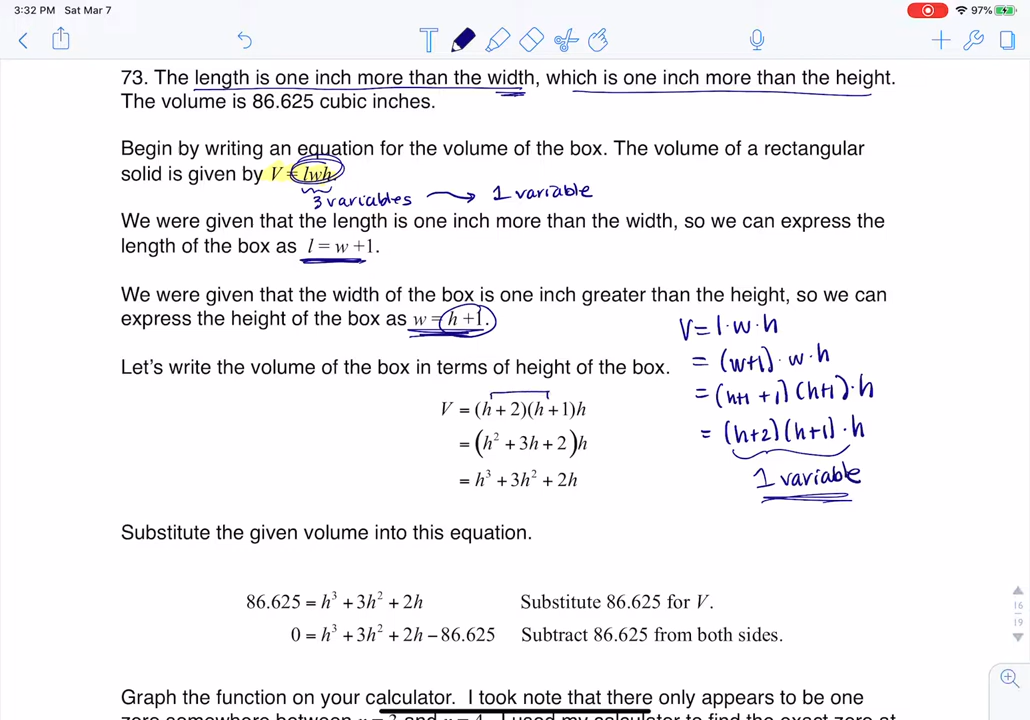 3:32 PM Sat Mar 7
97%
73. The length is one inch more than the width, which is one inch more than the height.
The volume is 86.625 cubic inches.
Begin by writing an equation for the volume of the box. The volume of a rectangular
solid is given by V = lwh.
3 variables → 1 variable
We were given that the length is one inch more than the width, so we can express the
length of the box as l = w +1.
We were given that the width of the box is one inch greater than the height, so we can
express the height of the box as w = h +1.
V = l · w · h
= (w+1) · w · h
= (h+1 + 1)(h+1) · h
= (h+2)(h+1) · h
1 variable
Let's write the volume of the box in terms of height of the box.
V = (h + 2)(h + 1)h
= (h² + 3h + 2)h
= h³ + 3h² + 2h
Substitute the given volume into this equation.
86.625 = h³ + 3h² + 2h Substitute 86.625 for V.
0 = h³ + 3h² + 2h − 86.625 Subtract 86.625 from both sides.
16
19
Graph the function on your calculator. I took note that there only appears to be one